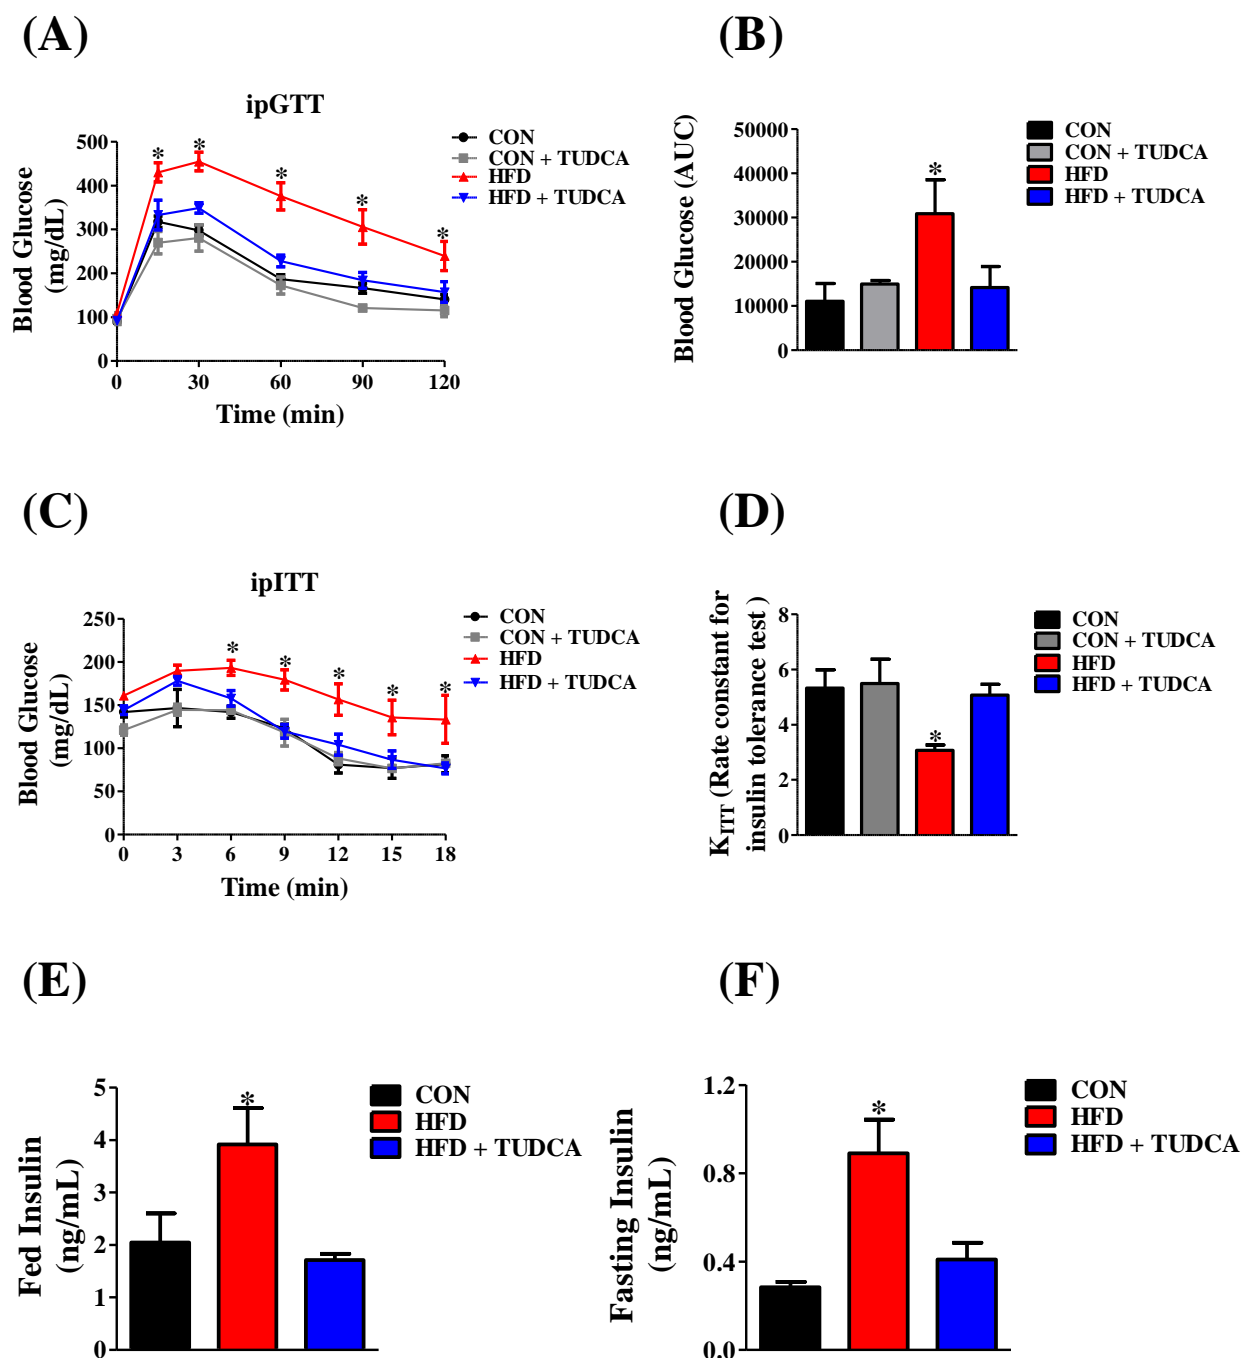 (A)
ipGTT
Blood Glucose
(mg/dL)
500
400
300
200
100
0
* * * * * *
0 30 60 90 120
Time (min)
CON
CON + TUDCA
HFD
HFD + TUDCA
(B)
Blood Glucose (AUC)
50000
40000
30000
20000
10000
0
*
CON
CON + TUDCA
HFD
HFD + TUDCA
(C)
ipITT
Blood Glucose
(mg/dL)
250
200
150
100
50
0
* * * * *
0 3 6 9 12 15 18
Time (min)
CON
CON + TUDCA
HFD
HFD + TUDCA
(D)
KITT (Rate constant for
insulin tolerance test )
8
6
4
2
0
*
CON
CON + TUDCA
HFD
HFD + TUDCA
(E)
Fed Insulin
(ng/mL)
5
4
3
2
1
0
*
CON
HFD
HFD + TUDCA
(F)
Fasting Insulin
(ng/mL)
1.2
0.8
0.4
0.0
*
CON
HFD
HFD + TUDCA